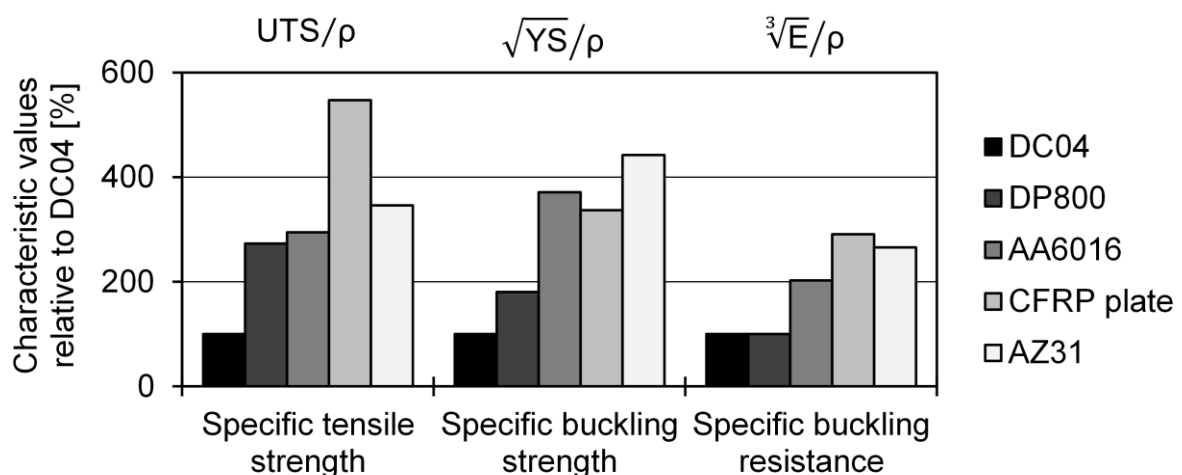 UTS/ρ
√YS/ρ
∛E/ρ
Characteristic values
relative to DC04 [%]
600
400
200
0
Specific tensile
strength
Specific buckling
strength
Specific buckling
resistance
DC04
DP800
AA6016
CFRP plate
AZ31